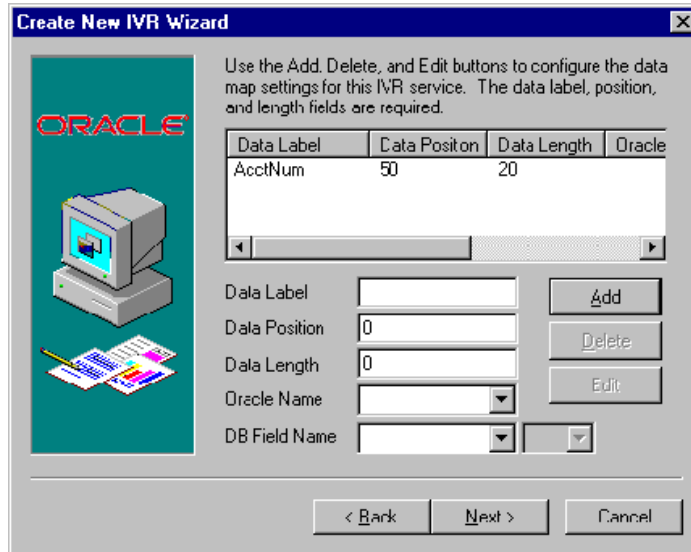 Create New IVR Wizard
ORACLE
Use the Add, Delete, and Edit buttons to configure the data
map settings for this IVR service. The data label, position,
and length fields are required.
Data Label Data Positon Data Length Oracle
AcctNum 50 20
Data Label
Add
Data Position 0
Delete
Data Length 0
Edit
Oracle Name
DB Field Name
< Back Next > Cancel